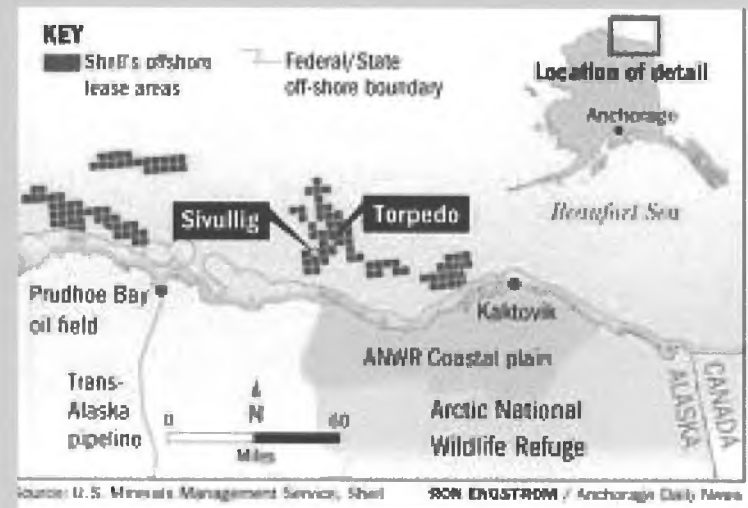 KEY
Shell's offshore
lease areas
Federal/State
off-shore boundary
Location of detail
Anchorage
Beaufort Sea
Sivullig
Torpedo
Prudhoe Bay
oil field
Kaktovik
ANWR Coastal plain
Trans-
Alaska
pipeline
0 N 60
Miles
Arctic National
Wildlife Refuge
U.S.
ALASKA
CANADA
Source: U.S. Minerals Management Service, Shell
RON ENGSTROM / Anchorage Daily News